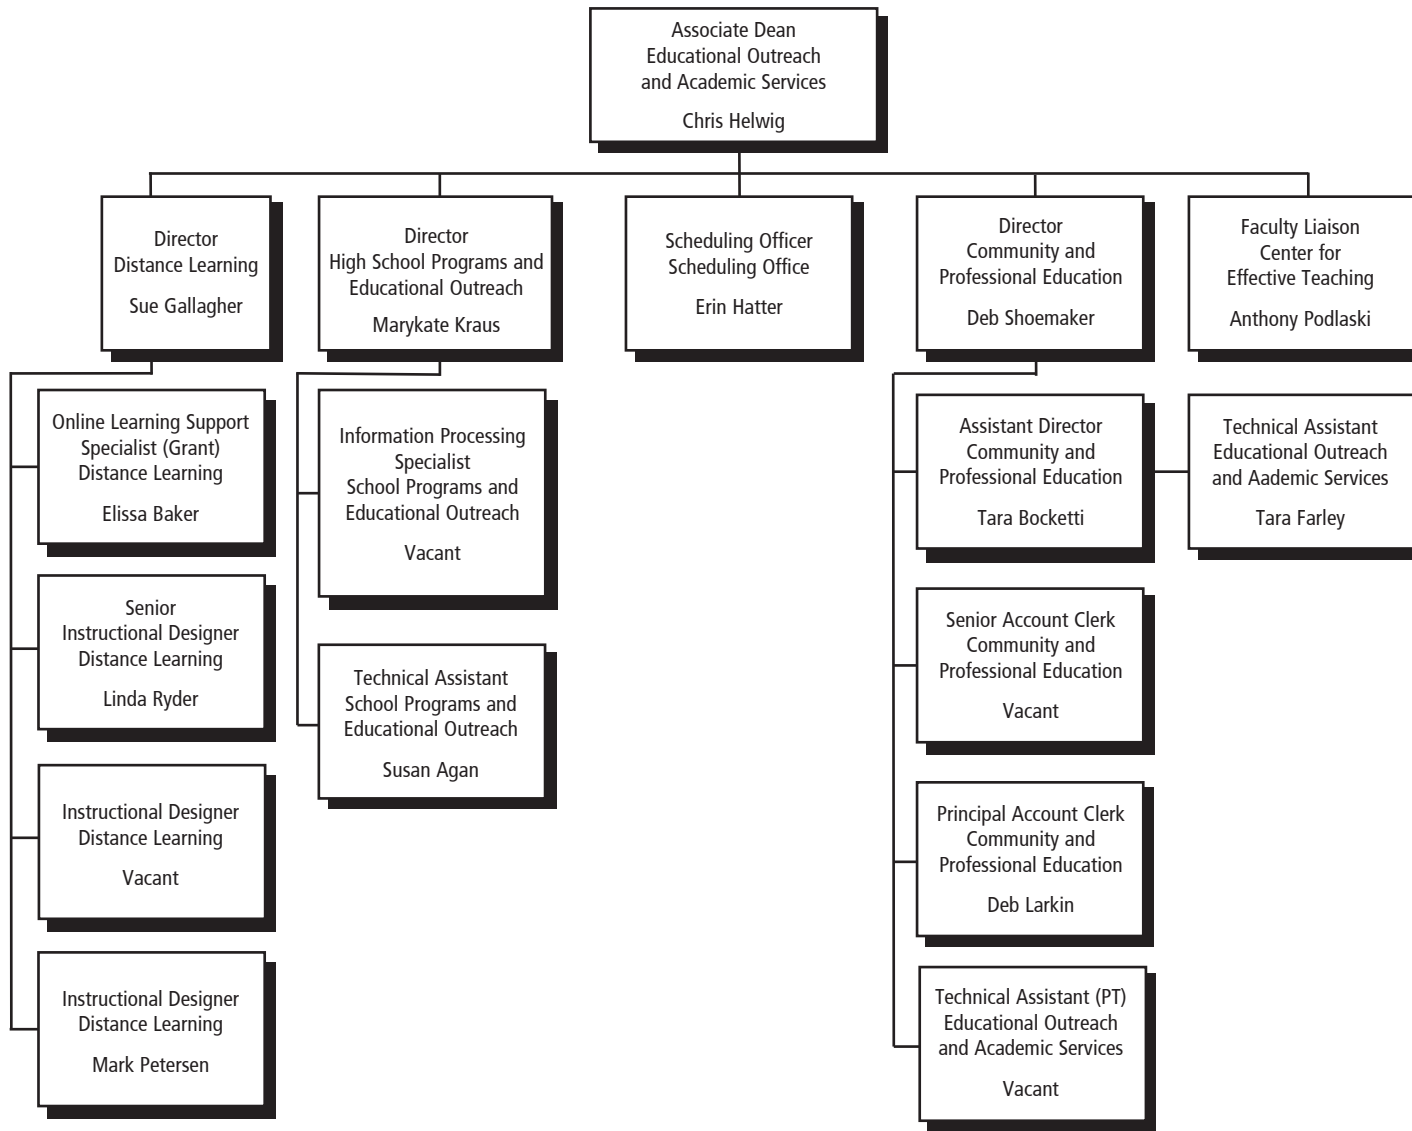 Associate Dean
Educational Outreach
and Academic Services
Chris Helwig
Director
Distance Learning
Sue Gallagher
Director
High School Programs and
Educational Outreach
Marykate Kraus
Scheduling Officer
Scheduling Office
Erin Hatter
Director
Community and
Professional Education
Deb Shoemaker
Faculty Liaison
Center for
Effective Teaching
Anthony Podlaski
Online Learning Support
Specialist (Grant)
Distance Learning
Elissa Baker
Senior
Instructional Designer
Distance Learning
Linda Ryder
Instructional Designer
Distance Learning
Vacant
Instructional Designer
Distance Learning
Mark Petersen
Information Processing
Specialist
School Programs and
Educational Outreach
Vacant
Technical Assistant
School Programs and
Educational Outreach
Susan Agan
Assistant Director
Community and
Professional Education
Tara Bocketti
Technical Assistant
Educational Outreach
and Aademic Services
Tara Farley
Senior Account Clerk
Community and
Professional Education
Vacant
Principal Account Clerk
Community and
Professional Education
Deb Larkin
Technical Assistant (PT)
Educational Outreach
and Academic Services
Vacant